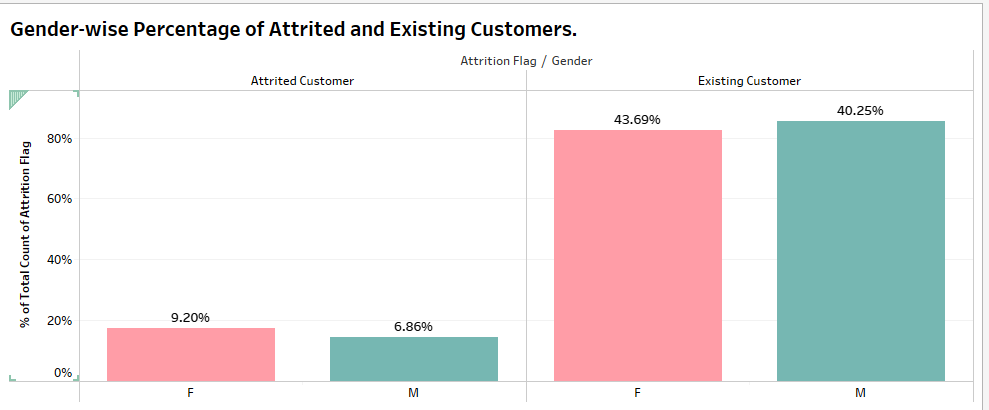 Gender-wise Percentage of Attrited and Existing Customers.
Attrition Flag / Gender
Attrited Customer
Existing Customer
% of Total Count of Attrition Flag
80%
60%
40%
20%
0%
9.20%
6.86%
43.69%
40.25%
F
M
F
M